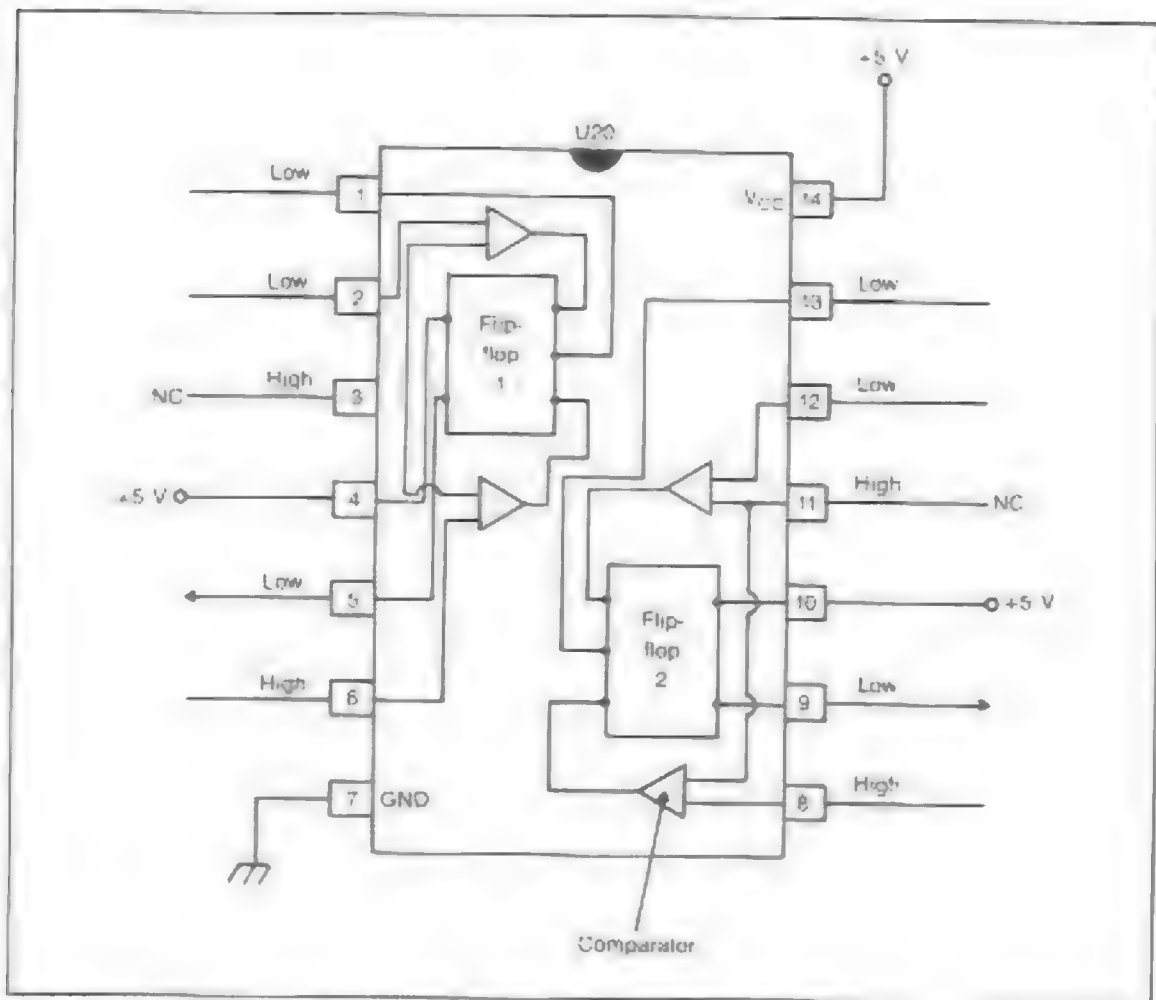 +5 V
U20
Low
1
VCC
14
Low
2
Low
13
Flip-
flop
1
NC
High
3
Low
12
+5 V
4
High
11
NC
Low
5
Flip-
flop
2
10
+5 V
High
6
Low
9
7
GND
High
8
Comparator